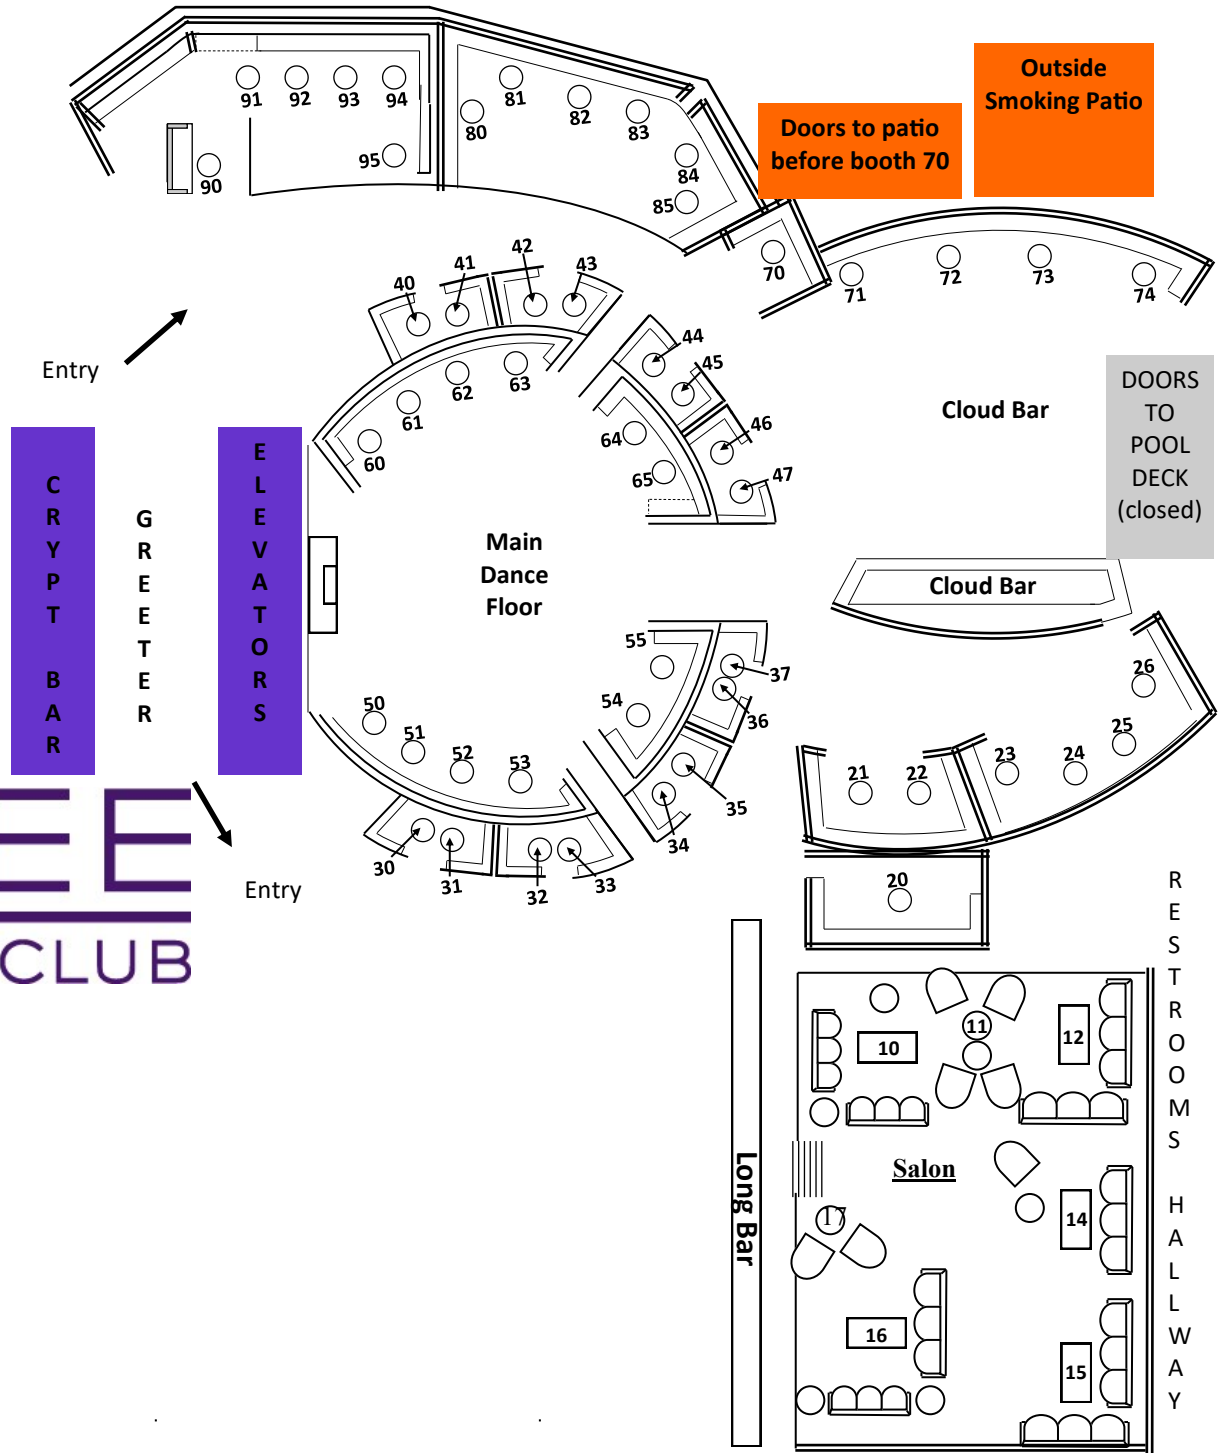 Outside
Smoking Patio
Doors to patio
before booth 70
91
92
93
94
95
90
81
80
82
83
84
85
70
71
72
73
74
40
41
42
43
44
45
46
47
60
61
62
63
64
65
Entry
Cloud Bar
DOORS
TO
POOL
DECK
(closed)
CRYPT BAR
GREETER
ELEVATORS
Main
Dance
Floor
Cloud Bar
55
54
50
51
52
53
37
36
35
34
30
31
32
33
26
25
24
23
22
21
20
EE
CLUB
Entry
RESTROOMS HALLWAY
Long Bar
10
11
12
Salon
17
14
16
15